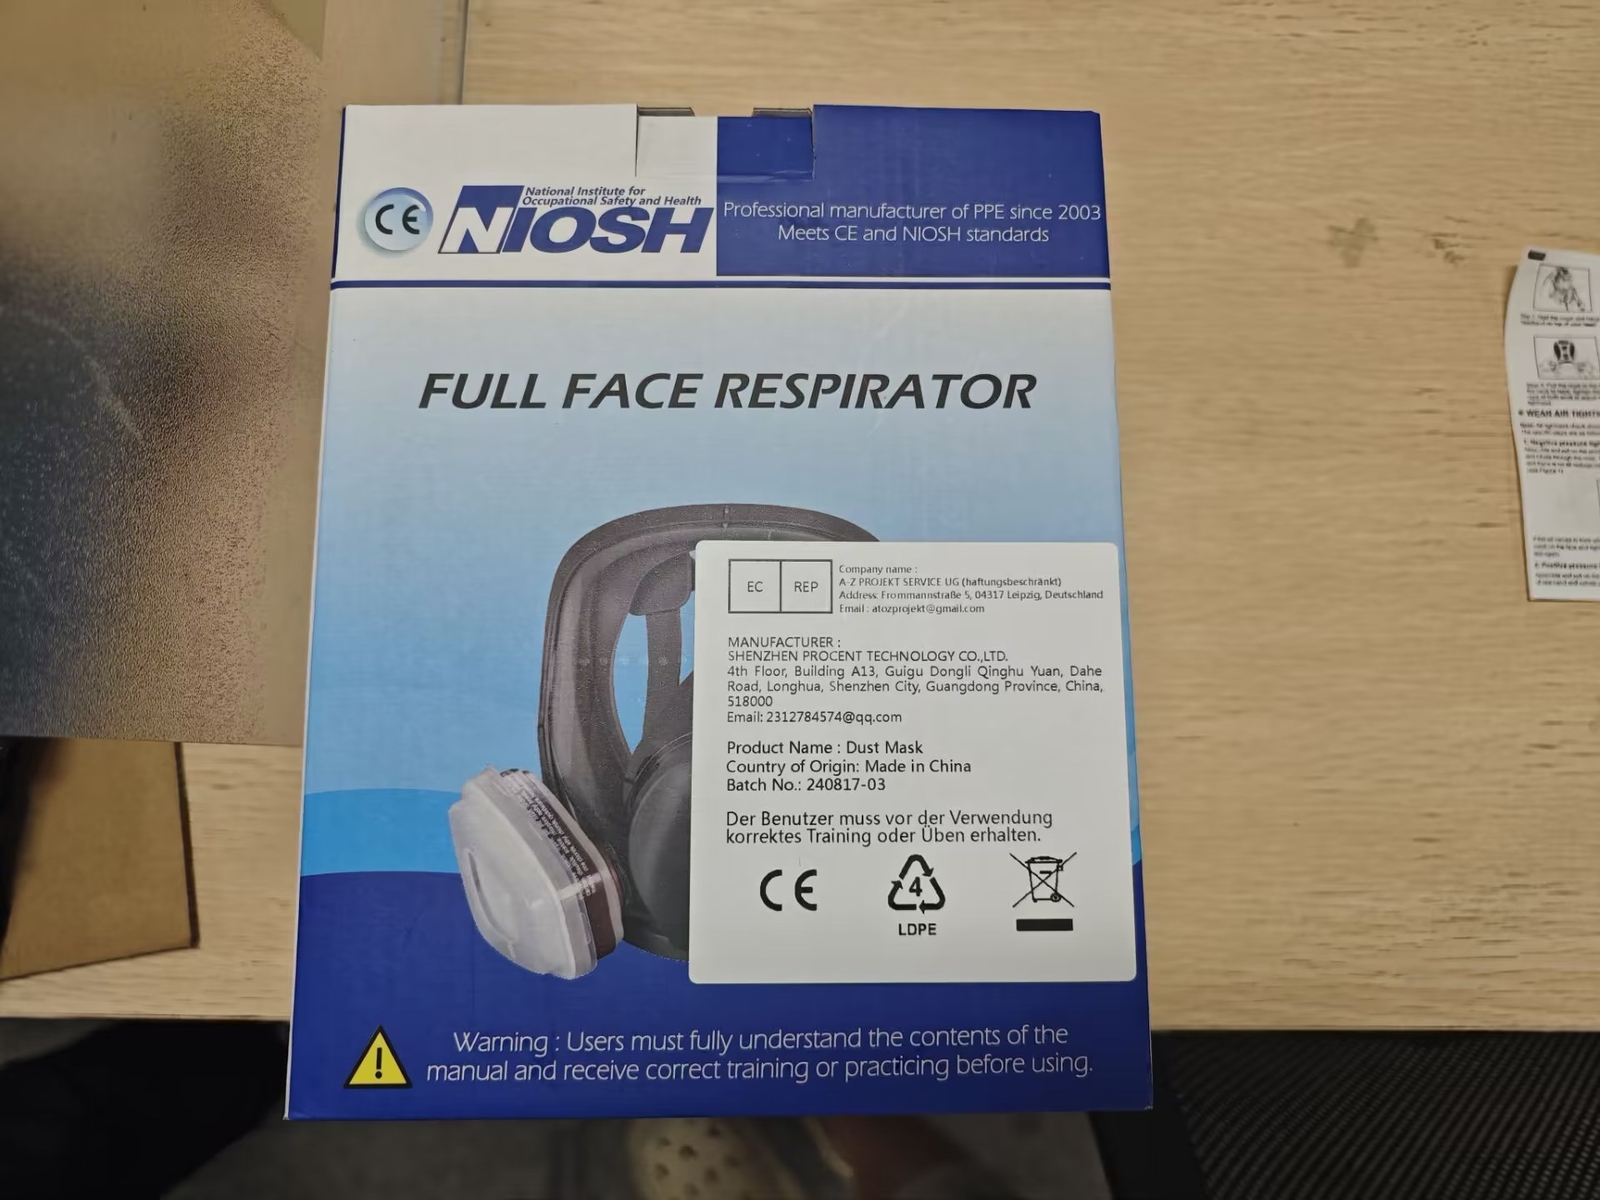 CE
National Institute for
Occupational Safety and Health
NIOSH
Professional manufacturer of PPE since 2003
Meets CE and NIOSH standards
FULL FACE RESPIRATOR
EC REP
Company name :
A-Z PROJEKT SERVICE UG (haftungsbeschränkt)
Address: Frommannstraße 5, 04317 Leipzig, Deutschland
Email : atozprojekt@gmail.com
MANUFACTURER :
SHENZHEN PROCENT TECHNOLOGY CO.,LTD.
4th Floor, Building A13, Guigu Dongli Qinghu Yuan, Dahe
Road, Longhua, Shenzhen City, Guangdong Province, China,
518000
Email: 2312784574@qq.com
Product Name : Dust Mask
Country of Origin: Made in China
Batch No.: 240817-03
Der Benutzer muss vor der Verwendung
korrektes Training oder Üben erhalten.
CE
4
LDPE
Warning : Users must fully understand the contents of the
manual and receive correct training or practicing before using.
WEAR AIR TIGHT